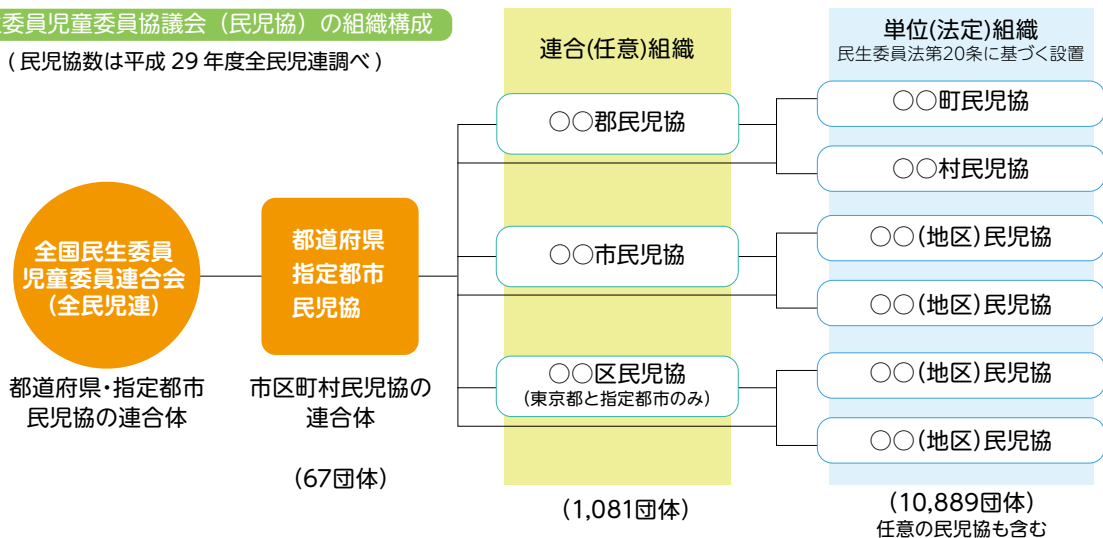 委員児童委員協議会（民児協）の組織構成
( 民児協数は平成 29 年度全民児連調べ )
連合(任意)組織
単位(法定)組織
民生委員法第20条に基づく設置
全国民生委員
児童委員連合会
(全民児連)
都道府県・指定都市
民児協の連合体
都道府県
指定都市
民児協
市区町村民児協の
連合体
(67団体)
○○郡民児協
○○市民児協
○○区民児協
(東京都と指定都市のみ)
(1,081団体)
○○町民児協
○○村民児協
○○(地区)民児協
○○(地区)民児協
○○(地区)民児協
○○(地区)民児協
(10,889団体)
任意の民児協も含む